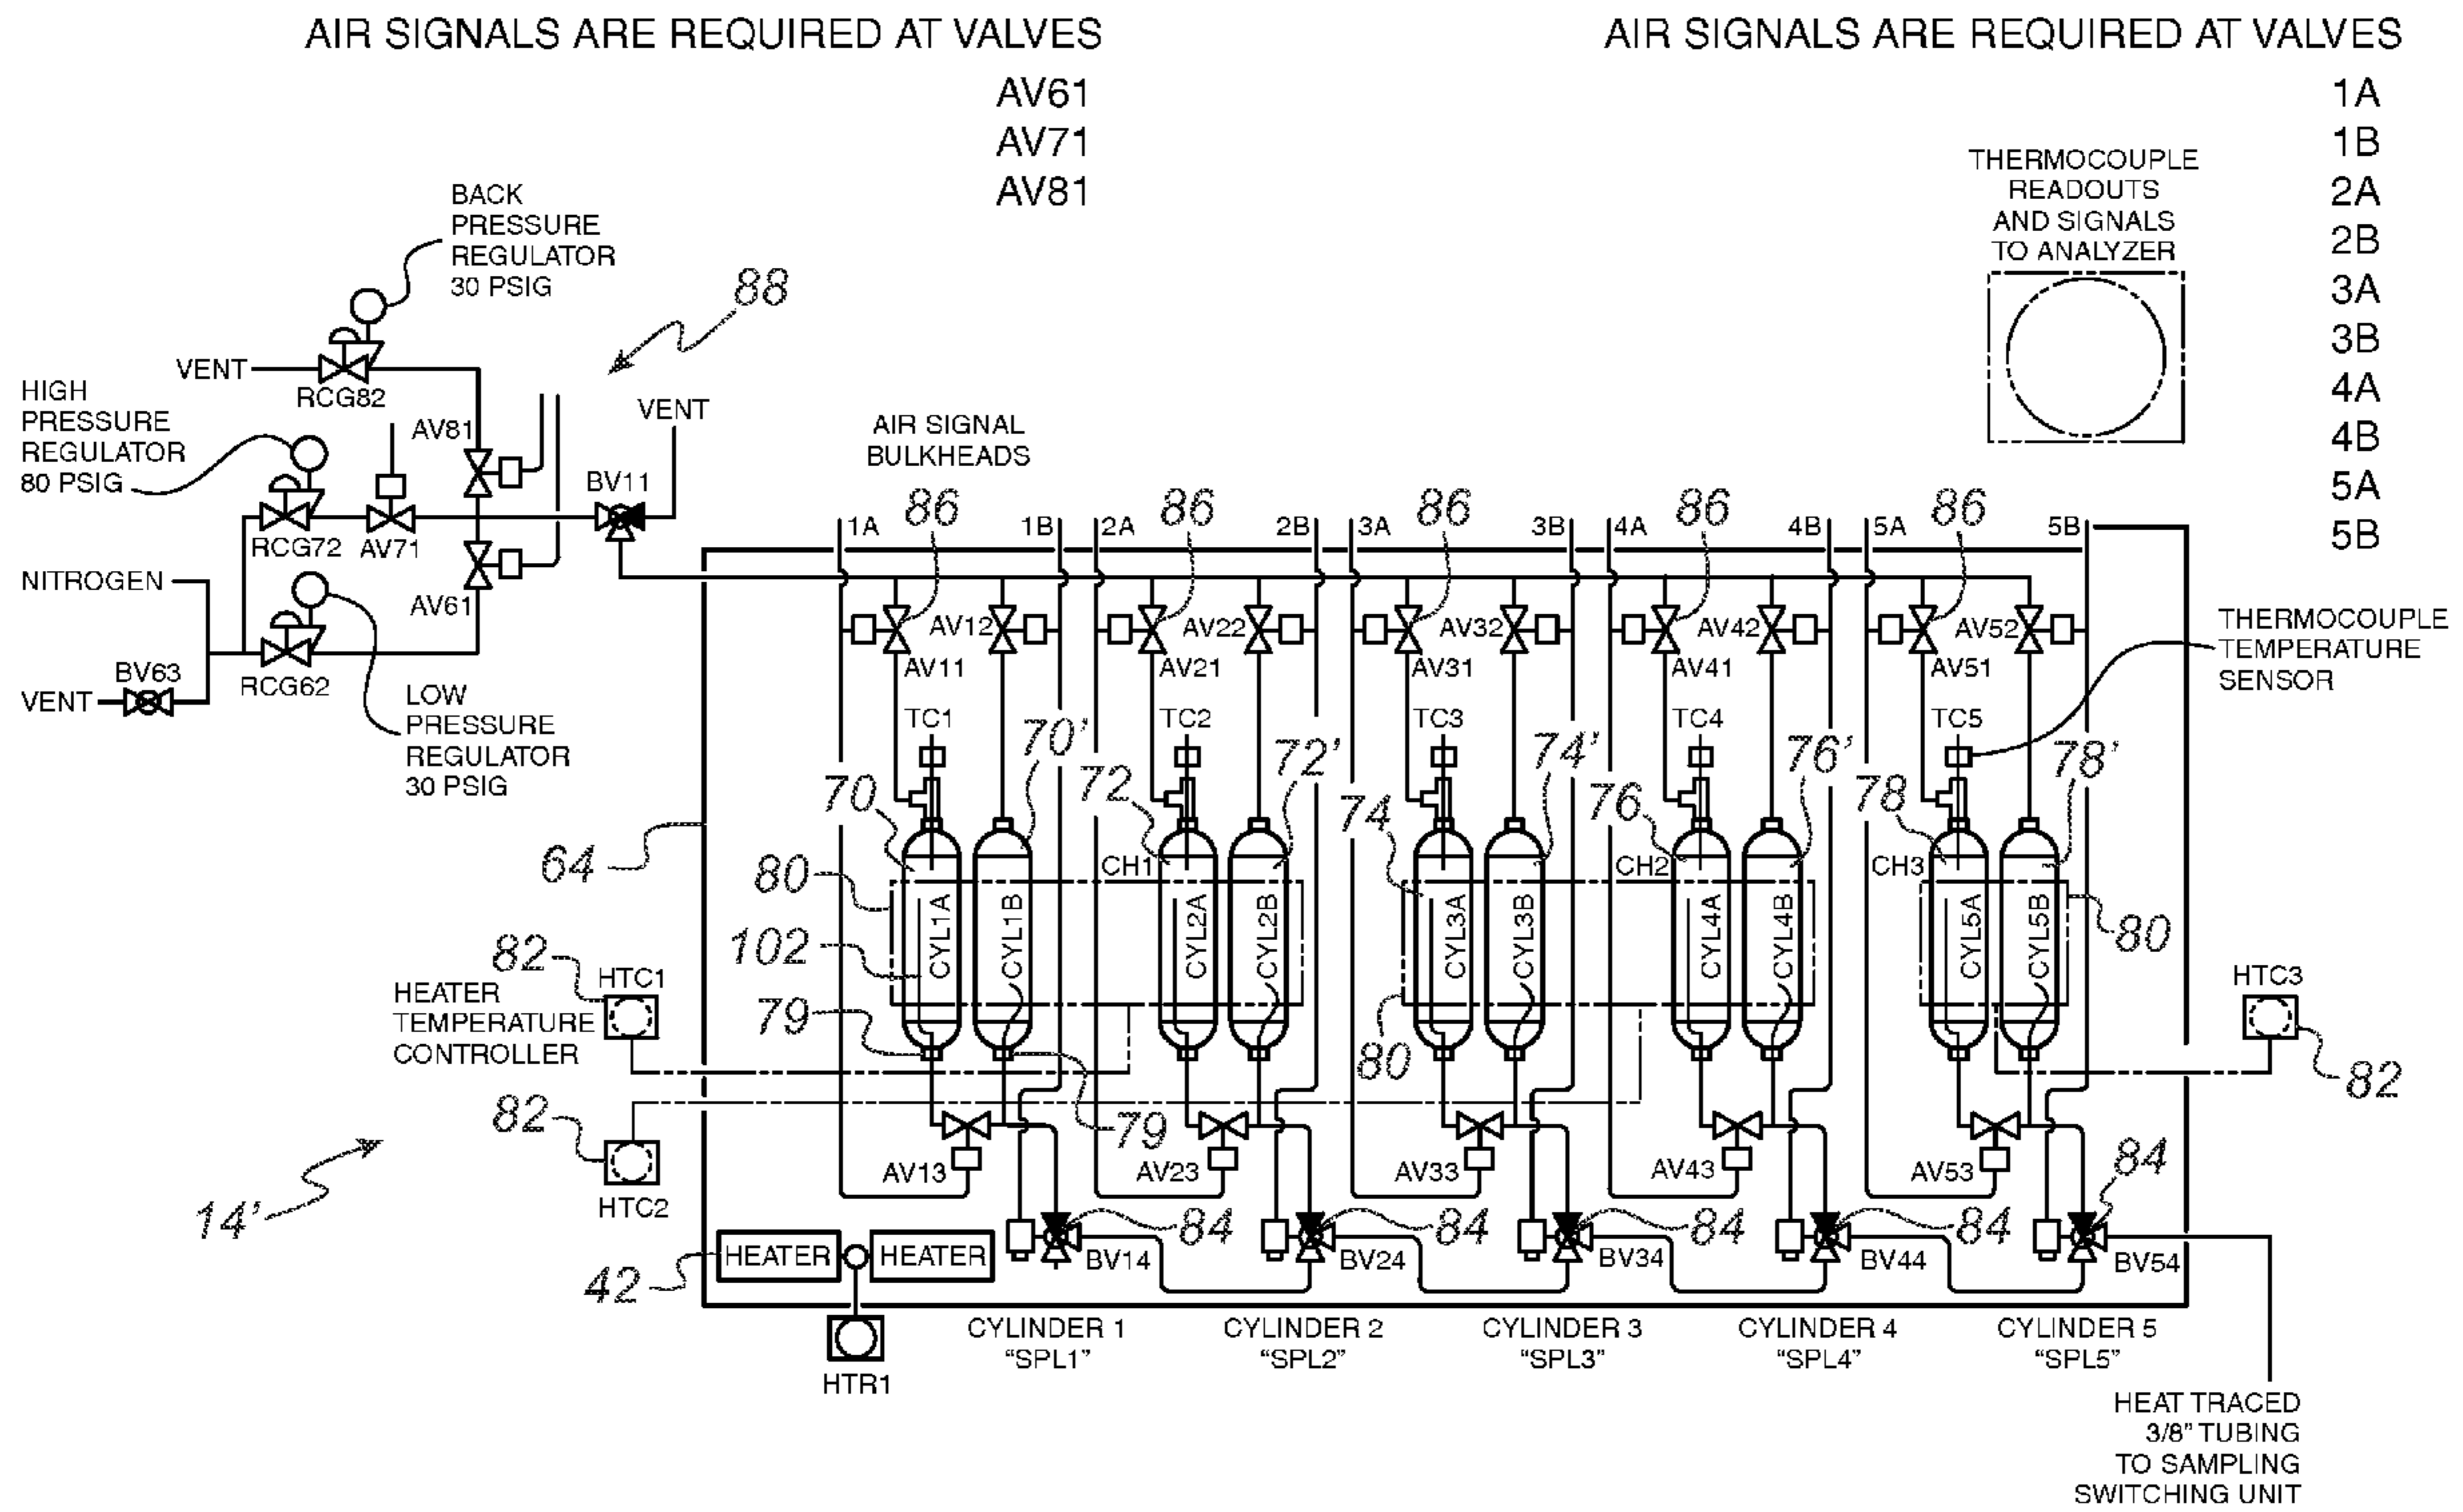 AIR SIGNALS ARE REQUIRED AT VALVES
AV61
AV71
AV81
AIR SIGNALS ARE REQUIRED AT VALVES
1A
1B
2A
2B
3A
3B
4A
4B
5A
5B
THERMOCOUPLE
READOUTS
AND SIGNALS
TO ANALYZER
BACK
PRESSURE
REGULATOR
30 PSIG
88
VENT
RCG82
HIGH
PRESSURE
REGULATOR
80 PSIG
AV81
VENT
BV11
RCG72
AV71
NITROGEN
AV61
BV63
VENT
RCG62
LOW
PRESSURE
REGULATOR
30 PSIG
AIR SIGNAL
BULKHEADS
1A
86
1B
2A
86
2B
3A
86
3B
4A
86
4B
5A
86
5B
AV12
AV22
AV32
AV42
AV52
AV11
AV21
AV31
AV41
AV51
THERMOCOUPLE
TEMPERATURE
SENSOR
TC1
TC2
TC3
TC4
TC5
70
70'
72
72'
74
74'
76
76'
78
78'
64
80
CH1
CH2
CH3
CYL1A
CYL1B
CYL2A
CYL2B
CYL3A
CYL3B
CYL4A
CYL4B
CYL5A
CYL5B
80
102
82
HTC1
HEATER
TEMPERATURE
CONTROLLER
79
80
HTC3
82
82
HTC2
79
14'
AV13
AV23
AV33
AV43
AV53
84
84
84
84
84
HEATER
HEATER
42
BV14
BV24
BV34
BV44
BV54
HTR1
CYLINDER 1
"SPL1"
CYLINDER 2
"SPL2"
CYLINDER 3
"SPL3"
CYLINDER 4
"SPL4"
CYLINDER 5
"SPL5"
HEAT TRACED
3/8" TUBING
TO SAMPLING
SWITCHING UNIT